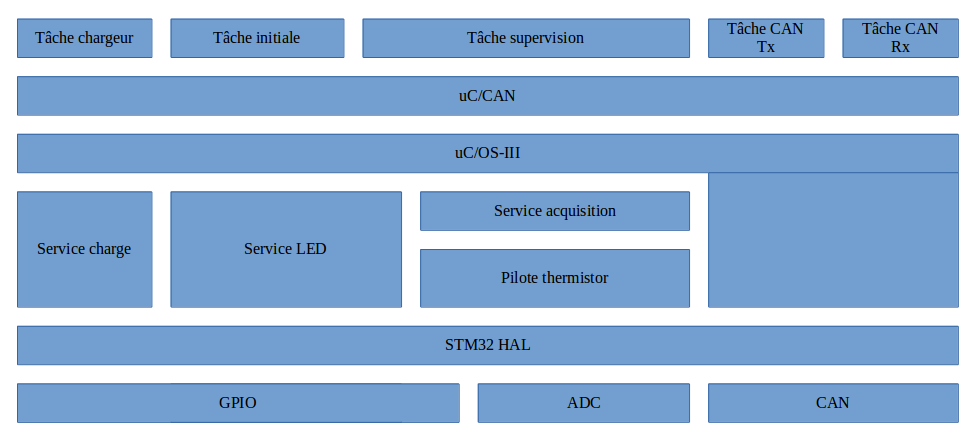 Tâche chargeur
Tâche initiale
Tâche supervision
Tâche CAN
Tx
Tâche CAN
Rx
uC/CAN
uC/OS-III
Service charge
Service LED
Service acquisition
Pilote thermistor
STM32 HAL
GPIO
ADC
CAN